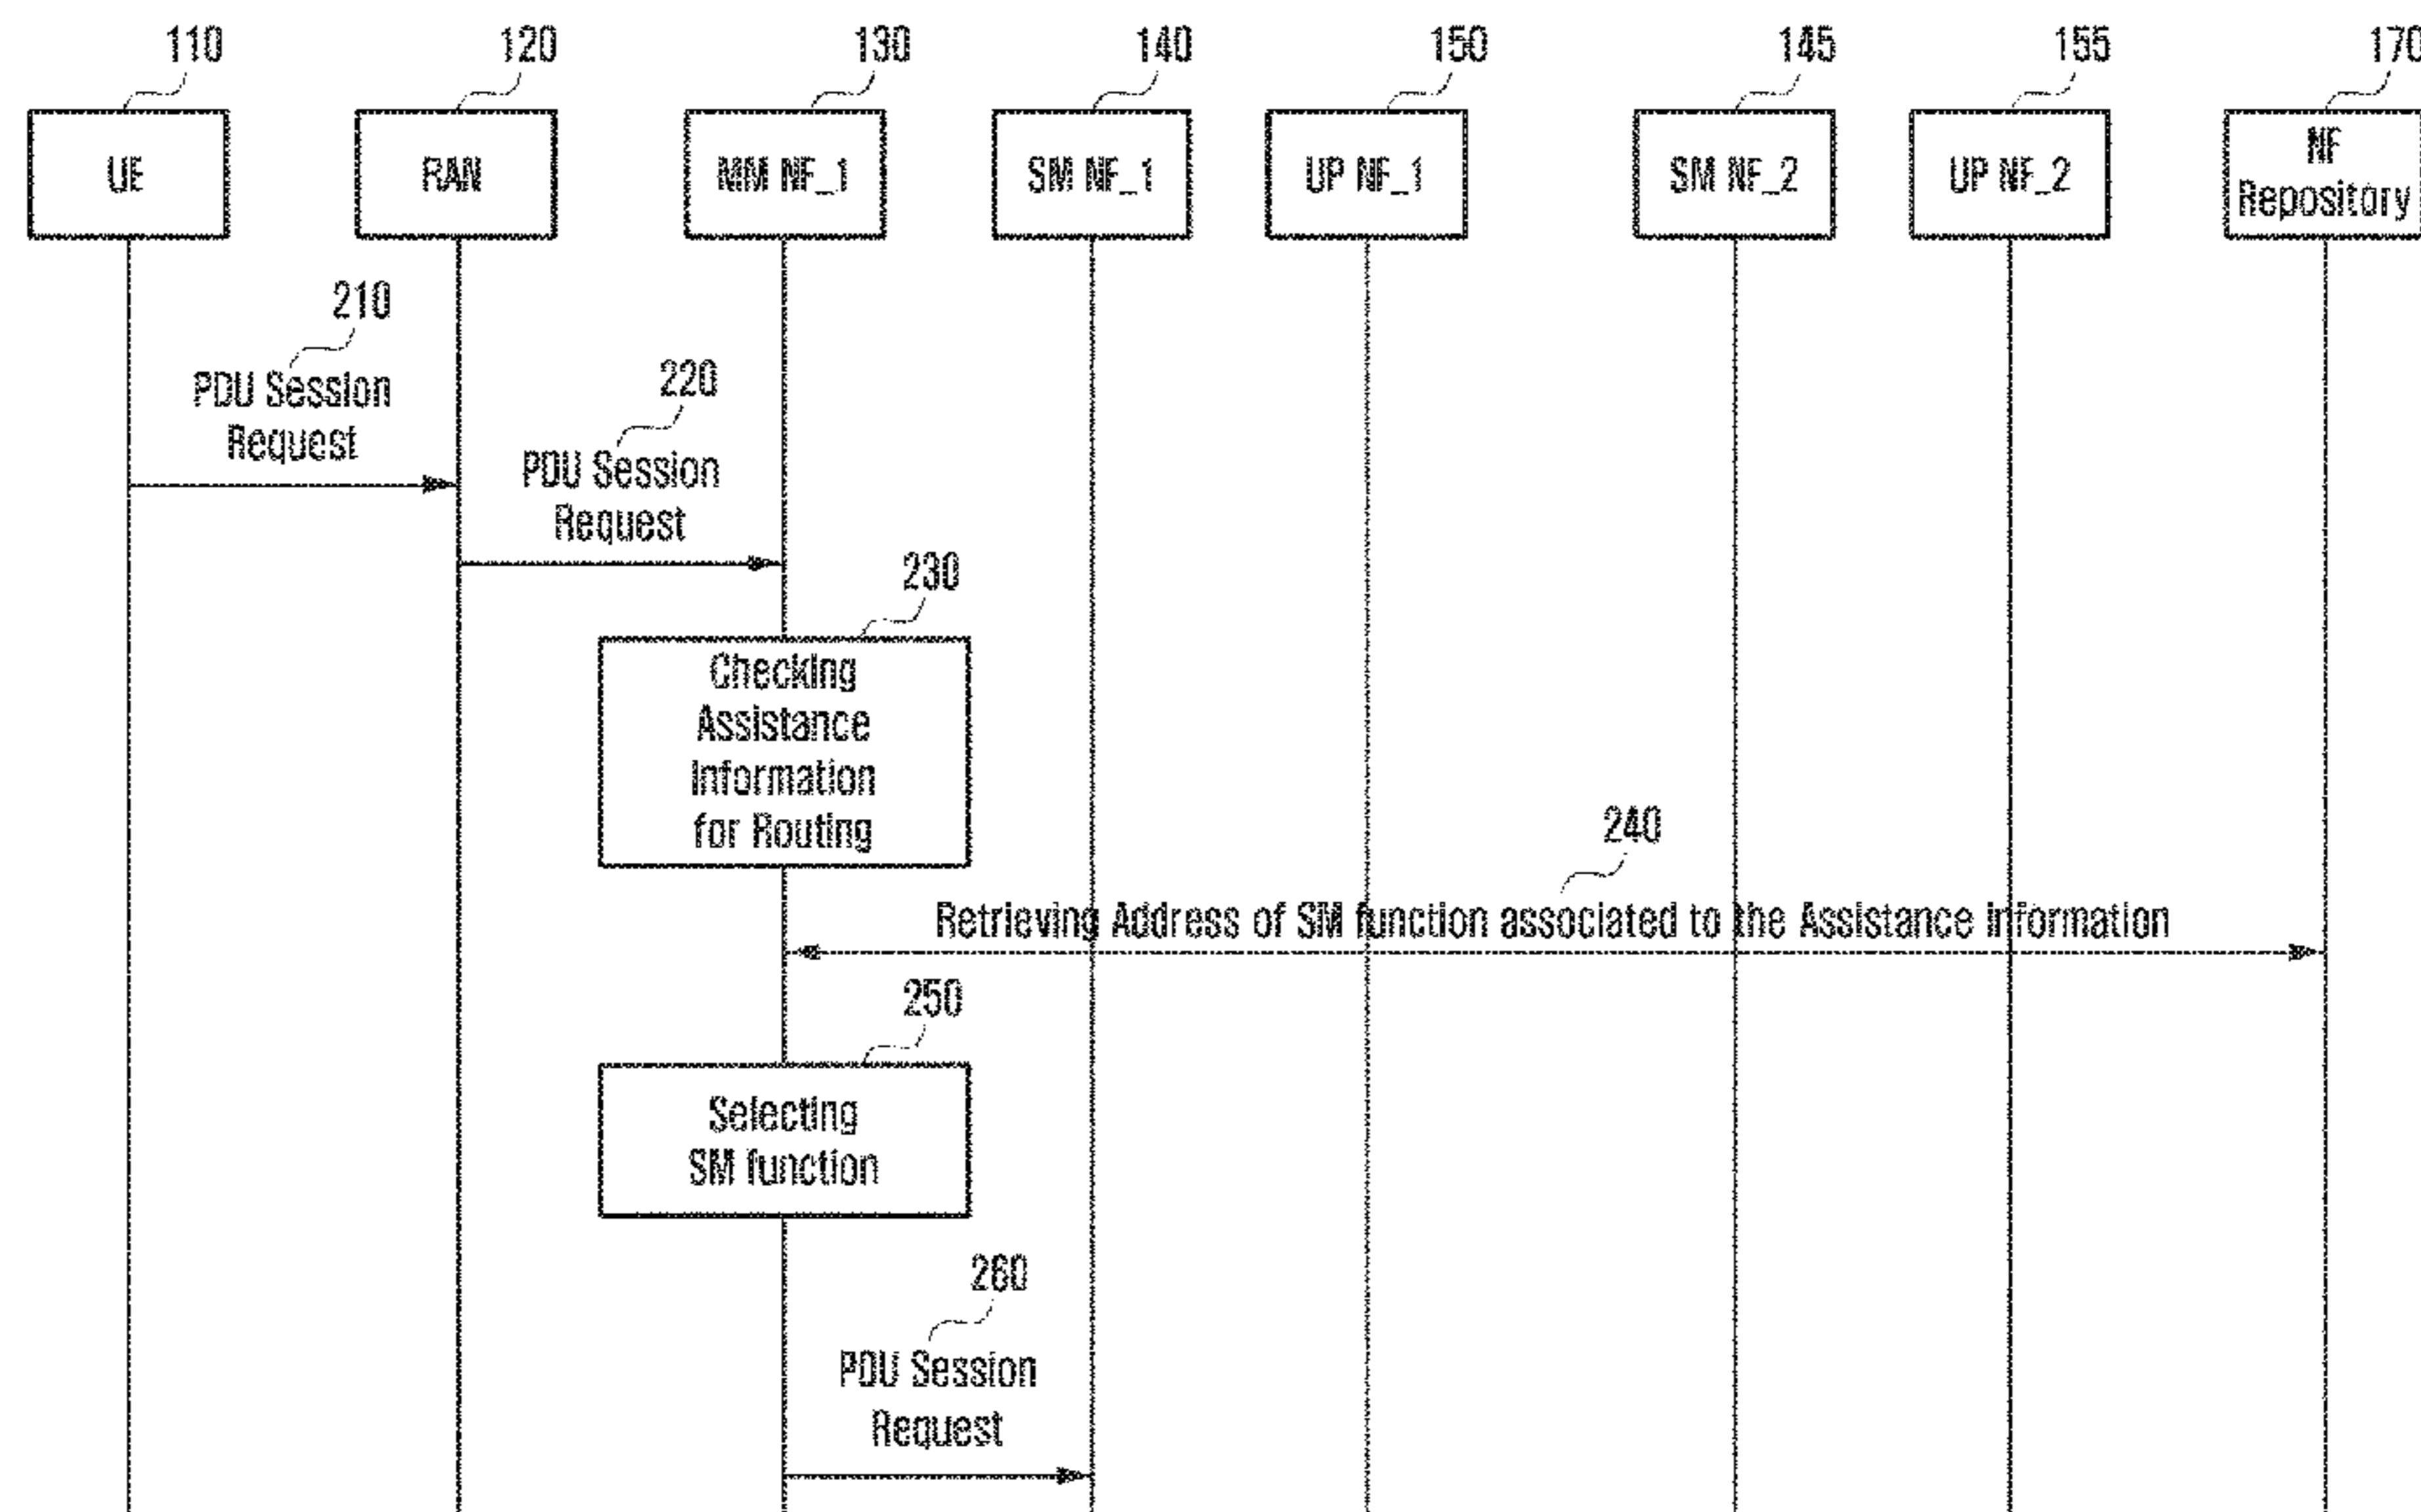 110
120
130
140
150
145
155
170
UE
RAN
MM NF_1
SM NF_1
UP NF_1
SM NF_2
UP NF_2
NF
Repository
210
PDU Session
Request
220
PDU Session
Request
230
Checking
Assistance
Information
for Routing
240
Retrieving Address of SM function associated to the Assistance information
250
Selecting
SM function
260
PDU Session
Request